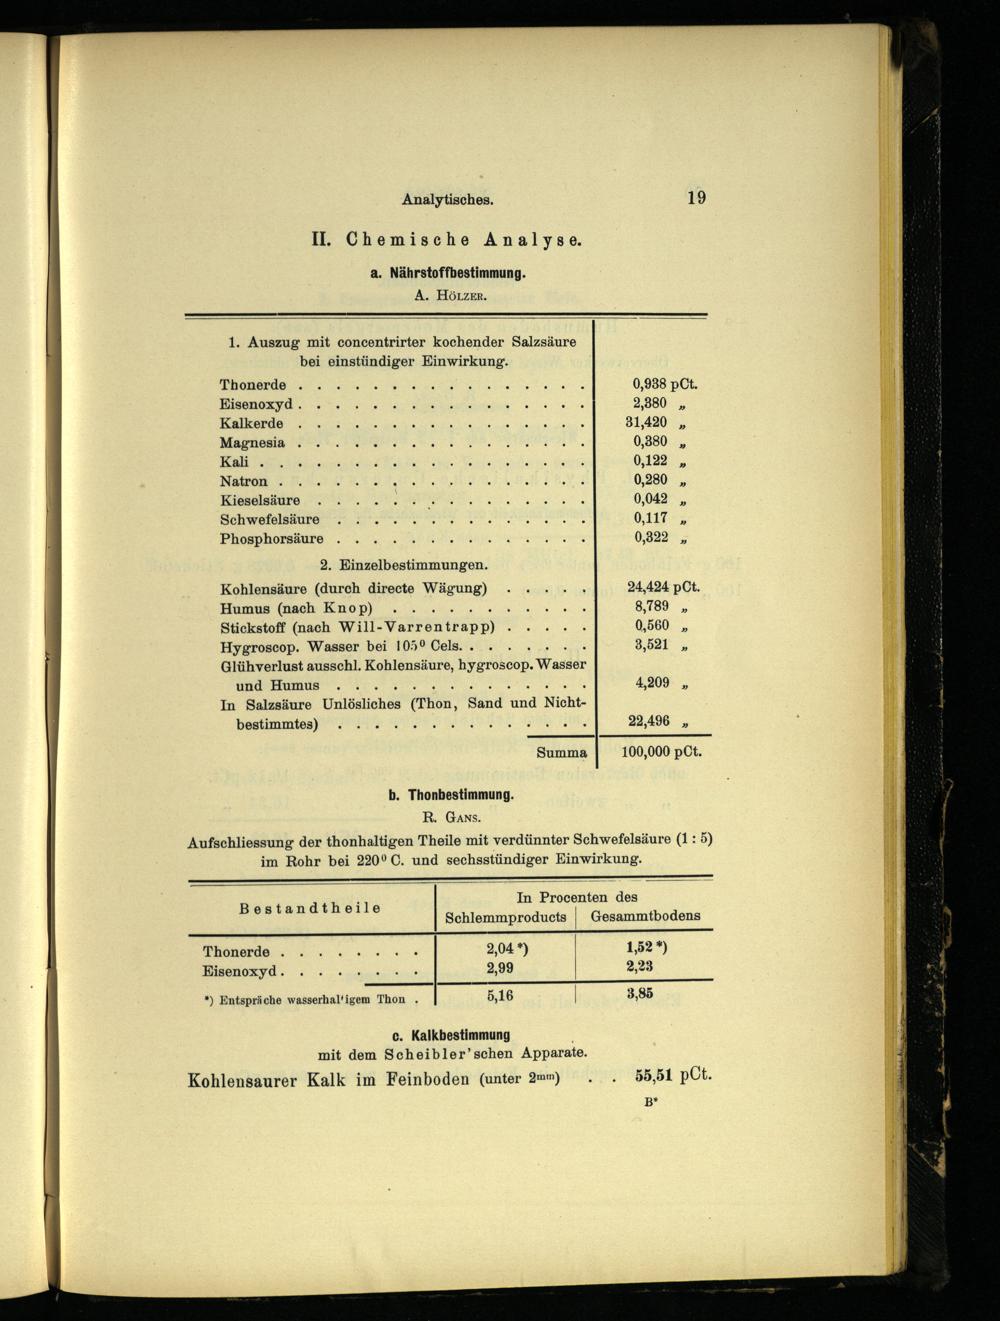 Analytisches. 19
II. Chemische Analyse.
a. Nährstoffbestimmung.
A. HÖLZER.
1. Auszug mit concentrirter kochender Salzsäure
bei einstündiger Einwirkung.
Thonerde . . . . . . . . . . . . . . . . 0,938 pCt.
Eisenoxyd . . . . . . . . . . . . . . . . 2,380 „
Kalkerde . . . . . . . . . . . . . . . . 31,420 „
Magnesia . . . . . . . . . . . . . . . . 0,380 „
Kali . . . . . . . . . . . . . . . . . . 0,122 „
Natron . . . . . . . . . . . . . . . . . 0,280 „
Kieselsäure . . . . . . . . . . . . . . . 0,042 „
Schwefelsäure . . . . . . . . . . . . . . 0,117 „
Phosphorsäure . . . . . . . . . . . . . . 0,322 „
2. Einzelbestimmungen.
Kohlensäure (durch directe Wägung) . . . . . 24,424 pCt.
Humus (nach Knop) . . . . . . . . . . . 8,789 „
Stickstoff (nach Will-Varrentrapp) . . . . . 0,560 „
Hygroscop. Wasser bei 105° Cels. . . . . . . . 3,521 „
Glühverlust ausschl. Kohlensäure, hygroscop. Wasser
und Humus . . . . . . . . . . . . . . 4,209 „
In Salzsäure Unlösliches (Thon, Sand und Nicht-
bestimmtes) . . . . . . . . . . . . . . 22,496 „
Summa 100,000 pCt.
b. Thonbestimmung.
R. GANS.
Aufschliessung der thonhaltigen Theile mit verdünnter Schwefelsäure (1 : 5)
im Rohr bei 220° C. und sechsstündiger Einwirkung.
Bestandtheile In Procenten des
Schlemmproducts Gesammtbodens
Thonerde . . . . . . . . 2,04 *) 1,52 *)
Eisenoxyd . . . . . . . . 2,99 2,23
*) Entspräche wasserhaltigem Thon . 5,16 3,85
c. Kalkbestimmung
mit dem Scheibler'schen Apparate.
Kohlensaurer Kalk im Feinboden (unter 2mm) . . 55,51 pCt.
B*